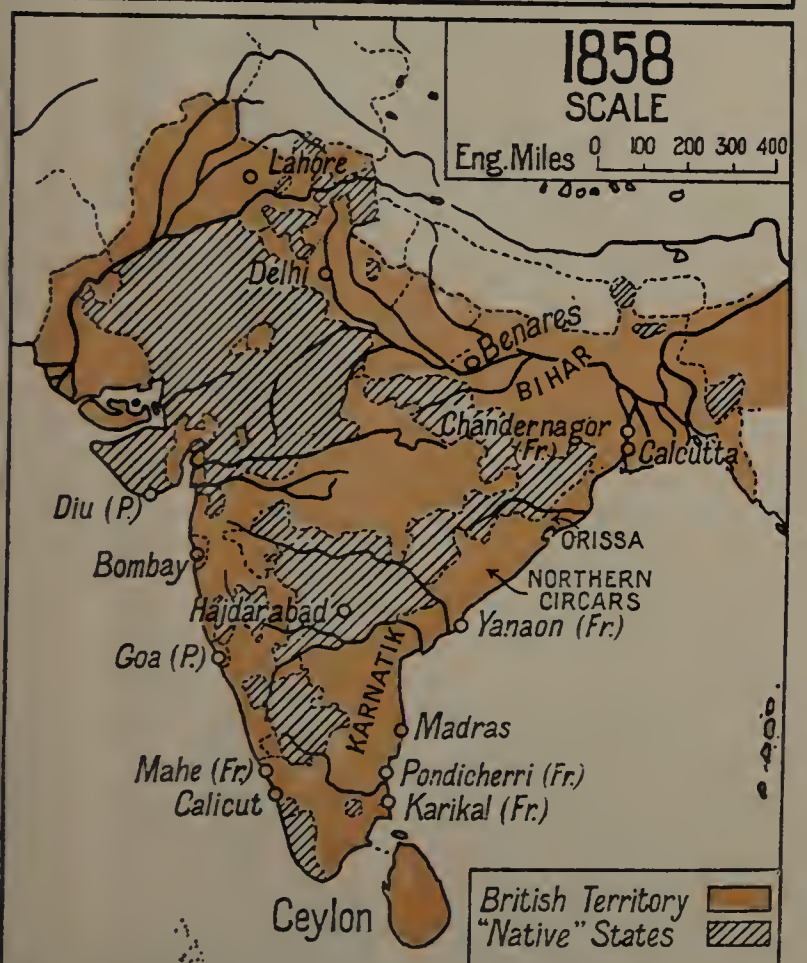 1858
SCALE
Eng. Miles 0 100 200 300 400
Lahore
Delhi
Benares
BIHAR
Chandernagor
(Fr.)
Calcutta
Diu (P.)
ORISSA
Bombay
NORTHERN
CIRCARS
Hajdarabad
Yanaon (Fr.)
Goa (P.)
KARNATIK
Madras
Mahe (Fr.)
Pondicherri (Fr.)
Calicut
Karikal (Fr.)
Ceylon
British Territory
"Native" States